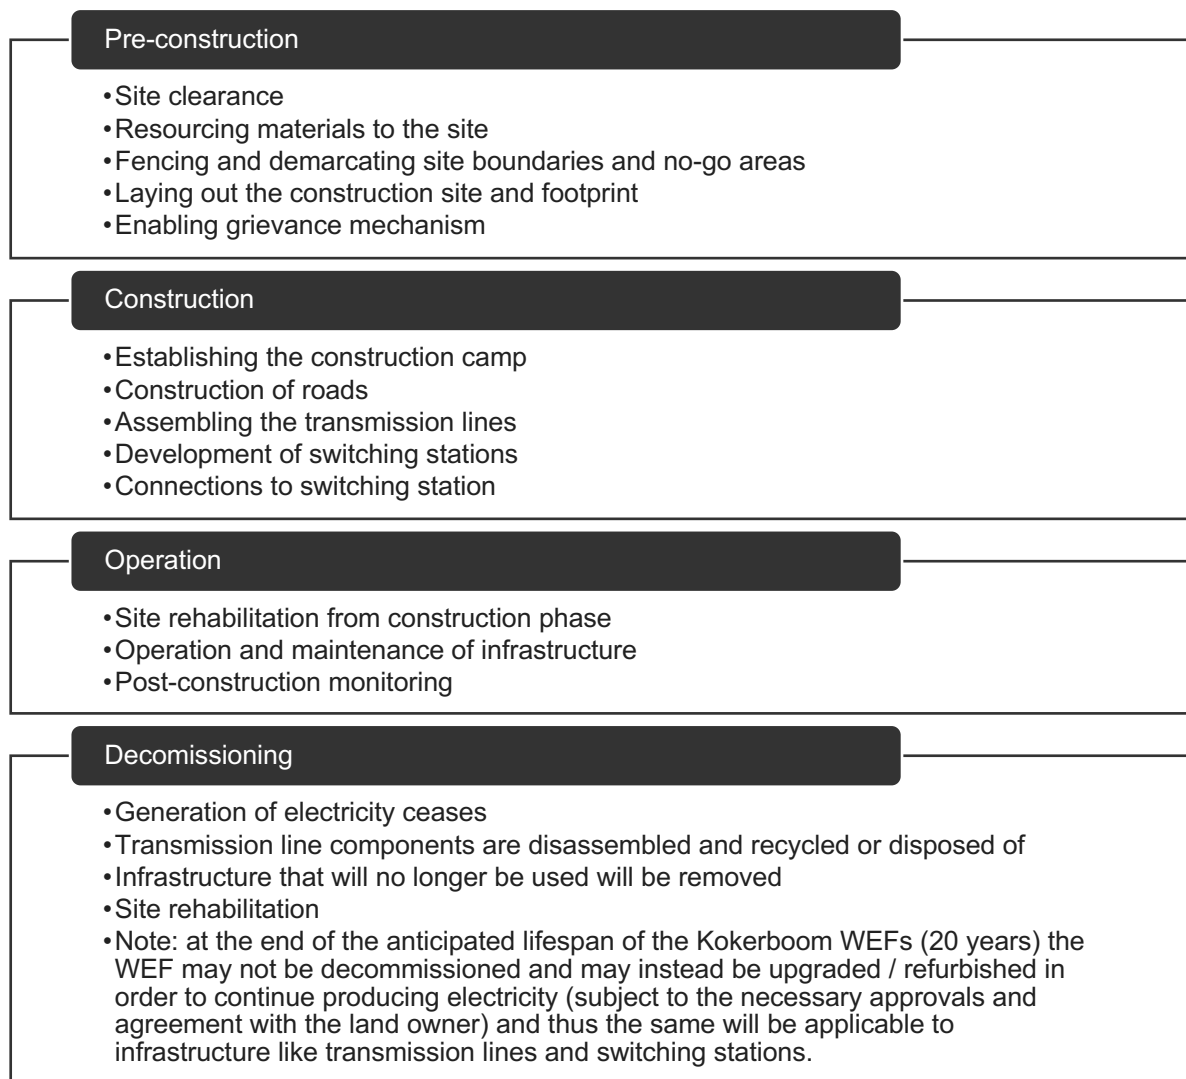 Pre-construction
•Site clearance
•Resourcing materials to the site
•Fencing and demarcating site boundaries and no-go areas
•Laying out the construction site and footprint
•Enabling grievance mechanism
Construction
•Establishing the construction camp
•Construction of roads
•Assembling the transmission lines
•Development of switching stations
•Connections to switching station
Operation
•Site rehabilitation from construction phase
•Operation and maintenance of infrastructure
•Post-construction monitoring
Decomissioning
•Generation of electricity ceases
•Transmission line components are disassembled and recycled or disposed of
•Infrastructure that will no longer be used will be removed
•Site rehabilitation
•Note: at the end of the anticipated lifespan of the Kokerboom WEFs (20 years) the
WEF may not be decommissioned and may instead be upgraded / refurbished in
order to continue producing electricity (subject to the necessary approvals and
agreement with the land owner) and thus the same will be applicable to
infrastructure like transmission lines and switching stations.